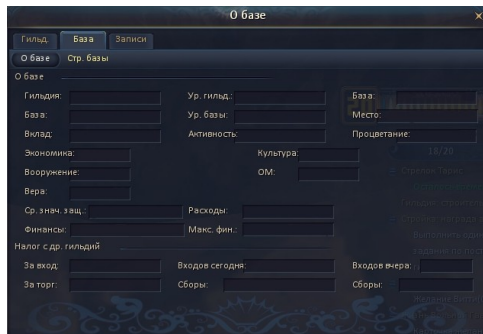 О базе
Гильд. База Записи
О базе Стр. базы
О базе
Гильдия: Ур. гильд.: База:
База: Ур. базы: Место:
Вклад: Активность: Процветание:
Экономика: Культура: 18/20
Вооружение: ОМ:
Вера:
Ср. знач. защ.: Расходы:
Финансы: Макс. фин.:
Налог с др. гильдий
За вход: Входов сегодня: Входов вчера:
За торг: Сборы: Сборы: